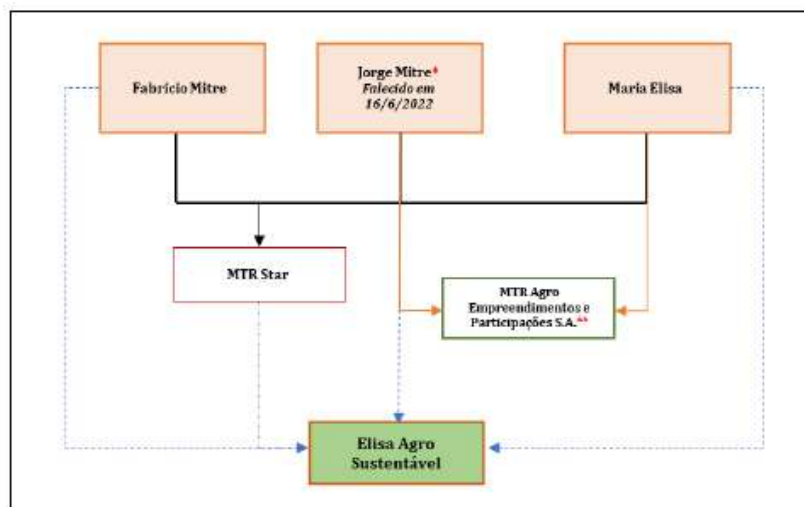 Fabrício Mitre
Jorge Mitre*
Falecido em
16/6/2022
Maria Elisa
MTR Star
MTR Agro
Empreendimentos e
Participações S.A.**
Elisa Agro
Sustentável